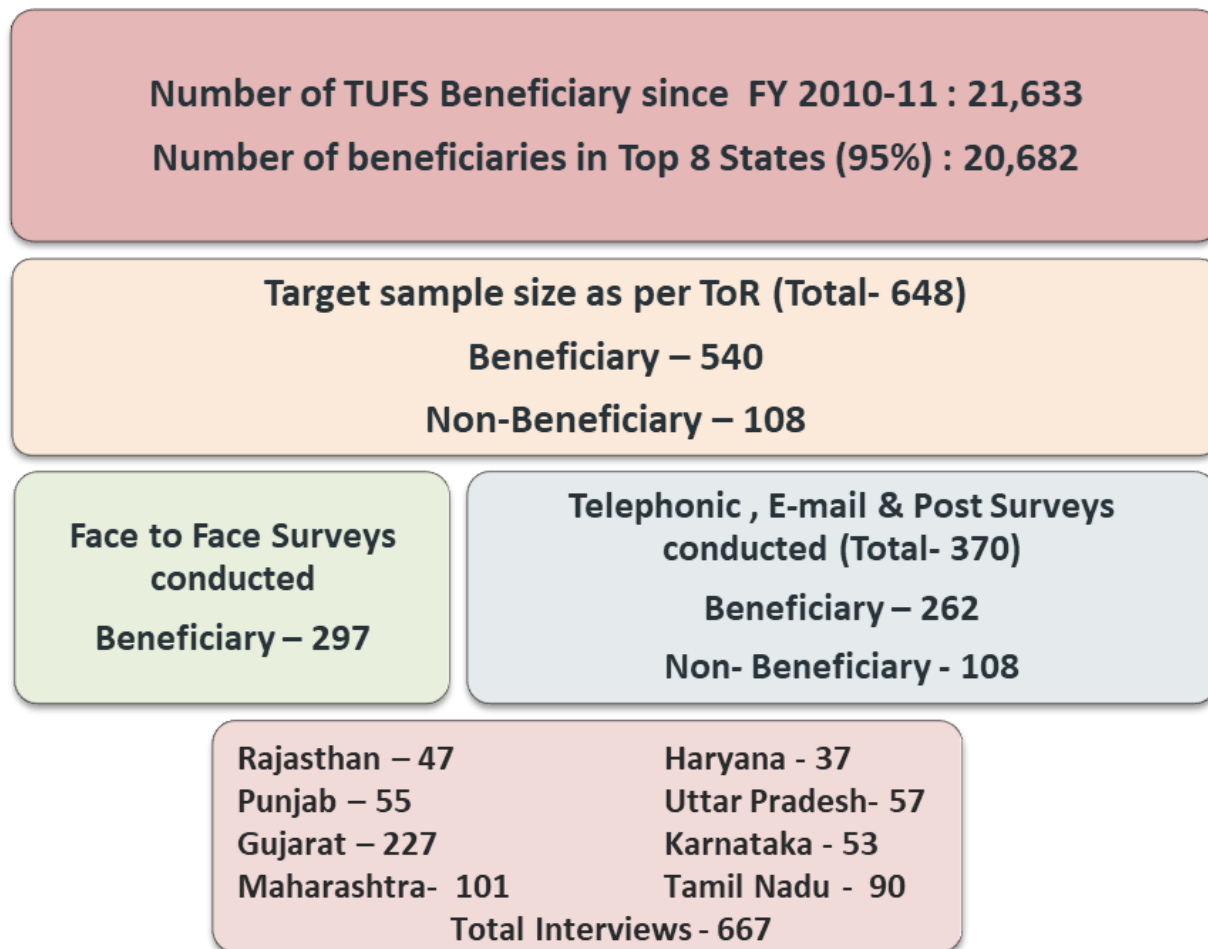 Number of TUFS Beneficiary since FY 2010-11 : 21,633
Number of beneficiaries in Top 8 States (95%) : 20,682
Target sample size as per ToR (Total- 648)
Beneficiary – 540
Non-Beneficiary – 108
Face to Face Surveys
conducted
Beneficiary – 297
Telephonic , E-mail & Post Surveys
conducted (Total- 370)
Beneficiary – 262
Non- Beneficiary - 108
Rajasthan – 47
Punjab – 55
Gujarat – 227
Maharashtra- 101
Haryana - 37
Uttar Pradesh- 57
Karnataka - 53
Tamil Nadu - 90
Total Interviews - 667